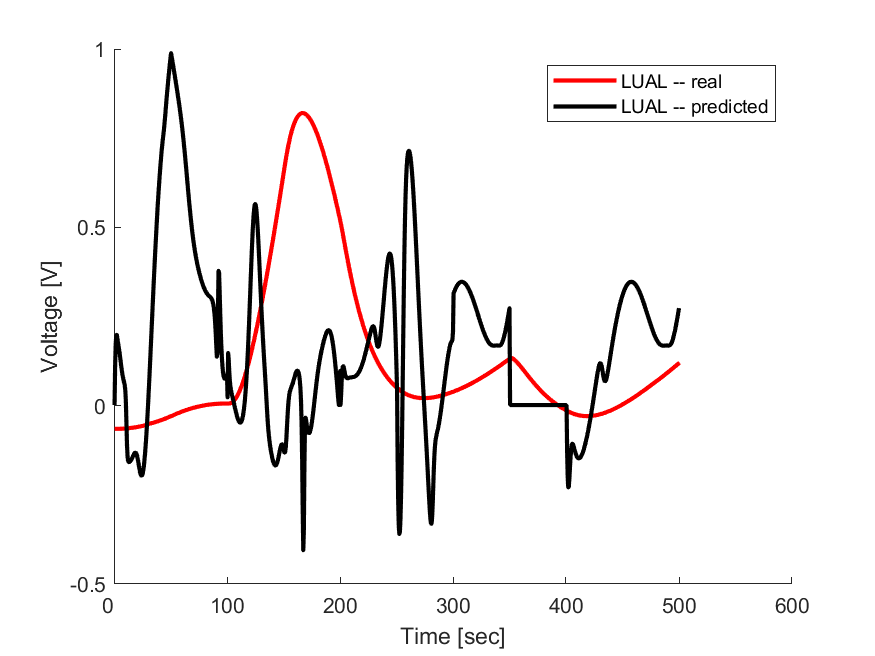 1
LUAL -- real
LUAL -- predicted
0.5
Voltage [V]
0
-0.5
0 100 200 300 400 500 600
Time [sec]